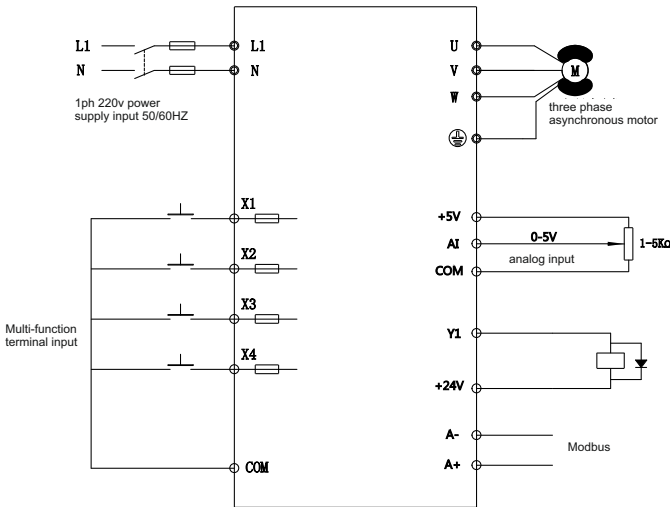 L1
L1
N
N
1ph 220v power
supply input 50/60HZ
U
V
W
M
three phase
asynchronous motor
X1
X2
X3
X4
Multi-function
terminal input
COM
+5V
AI
0-5V
COM
analog input
1-5KΩ
Y1
+24V
A-
A+
Modbus